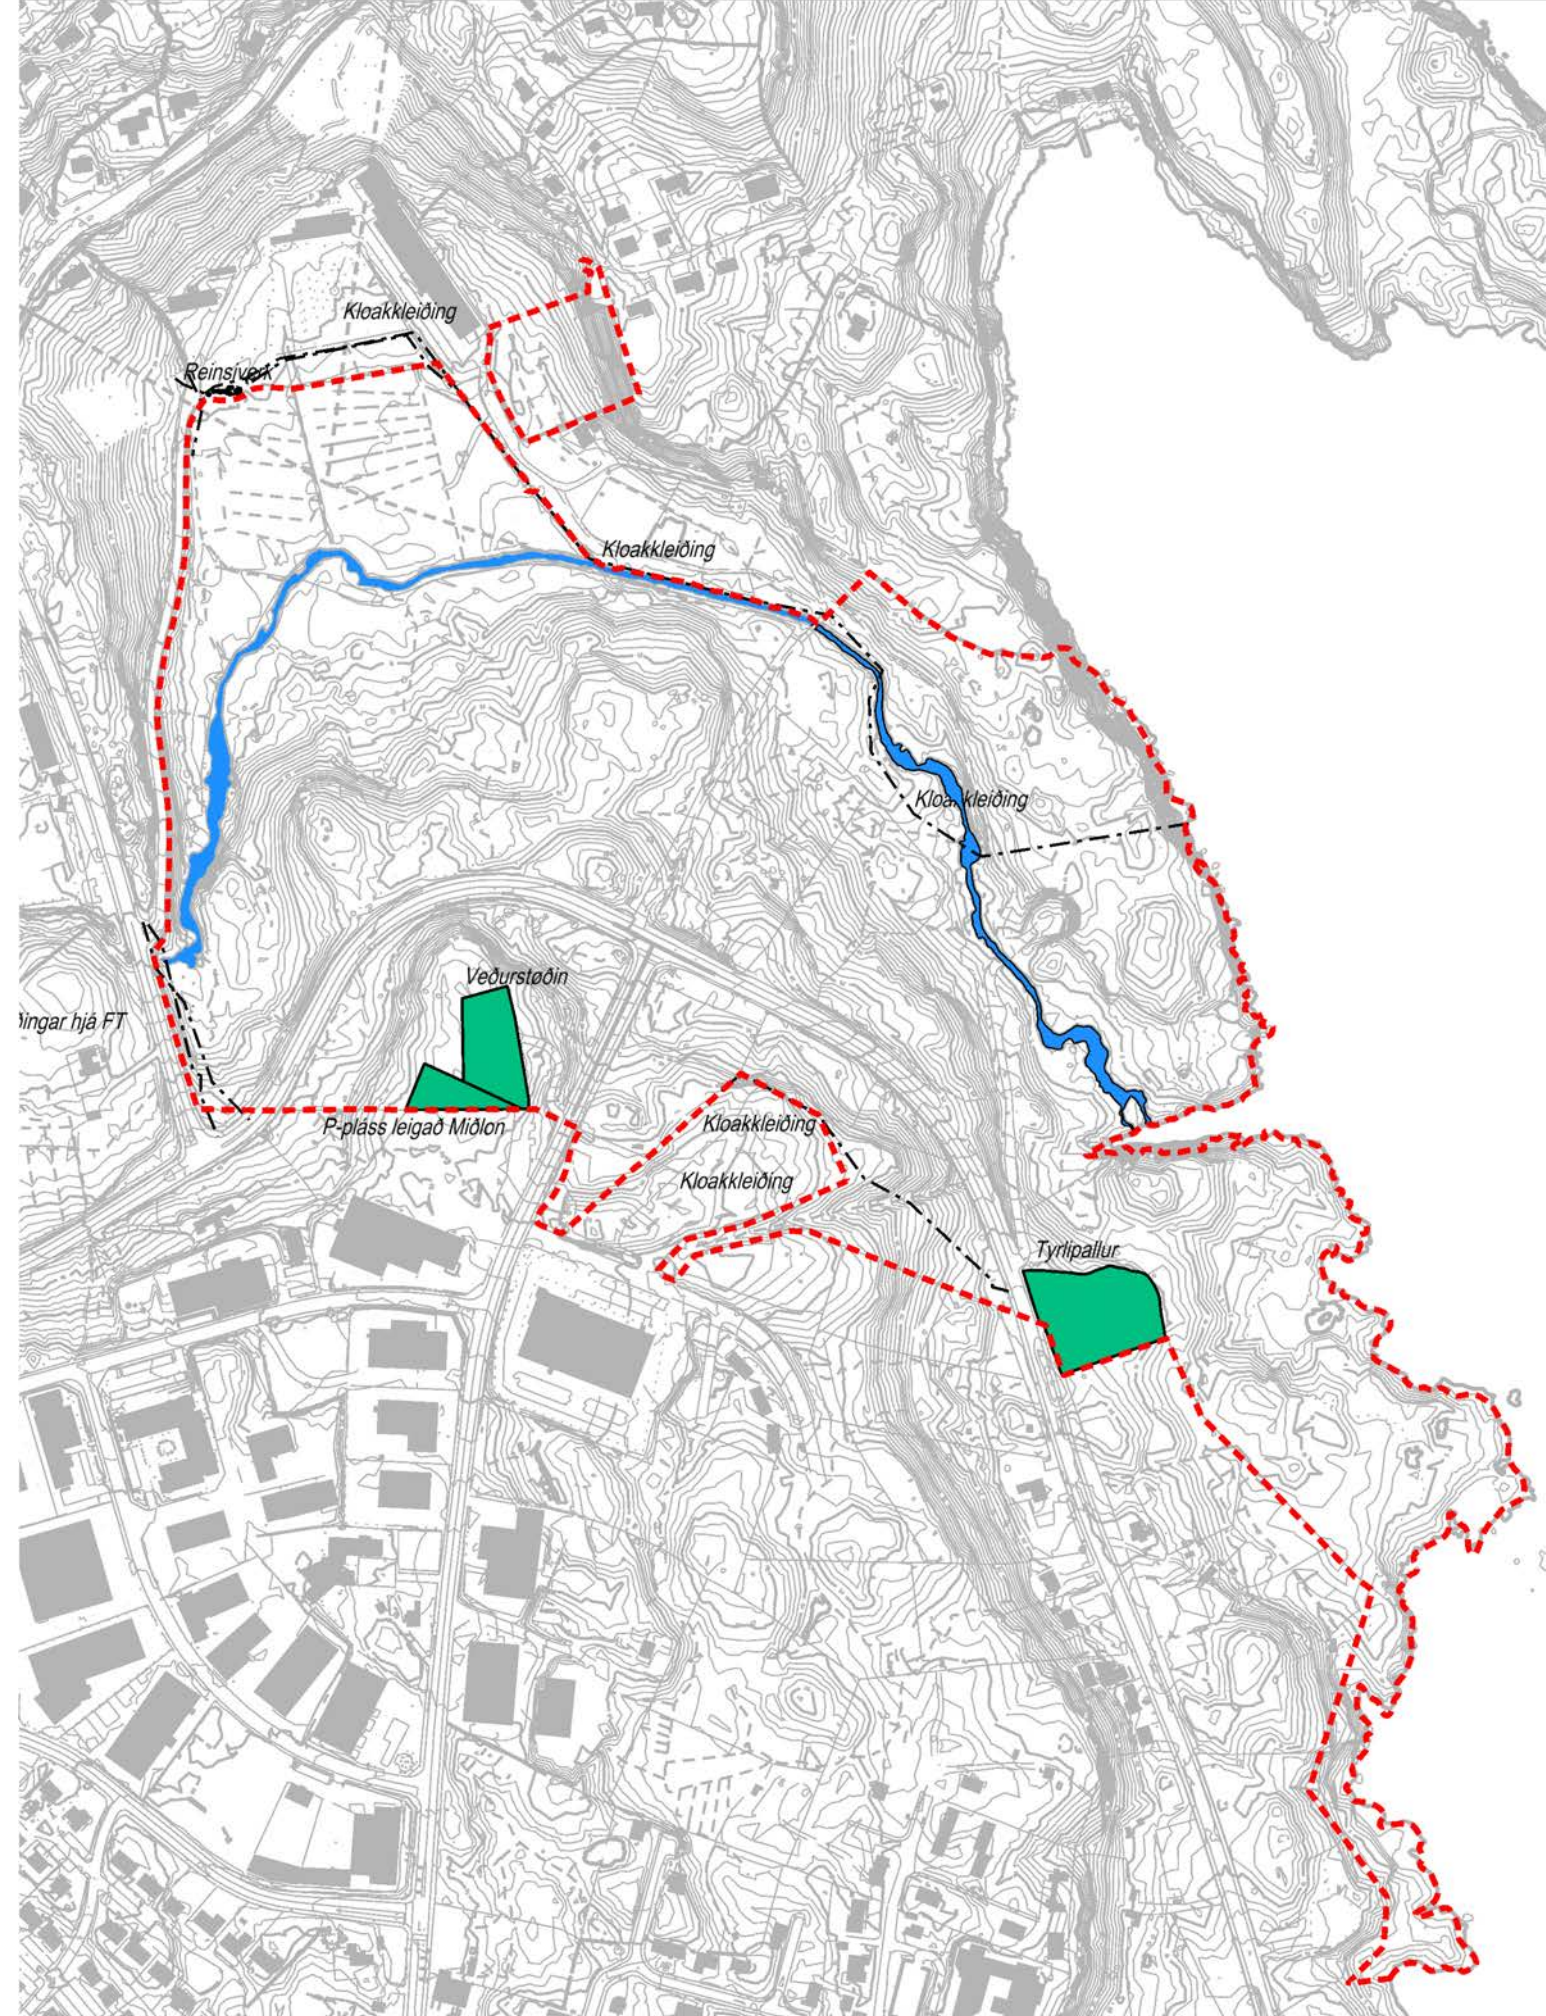 Kloakkleiðing
Reinsiverk
Kloakkleiðing
Kloakkleiðing
Veðurstøðin
ðingar hjá FT
P-pláss leigað Miðlon
Kloakkleiðing
Kloakkleiðing
Tyrlipallur